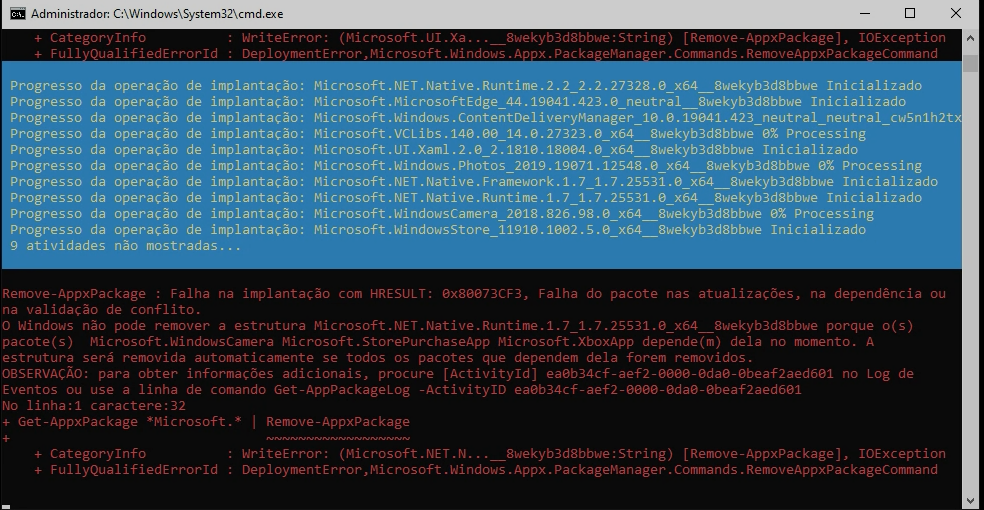 Administrador: C:\Windows\System32\cmd.exe
+ CategoryInfo : WriteError: (Microsoft.UI.Xa...__8wekyb3d8bbwe:String) [Remove-AppxPackage], IOException
+ FullyQualifiedErrorId : DeploymentError,Microsoft.Windows.Appx.PackageManager.Commands.RemoveAppxPackageCommand
Progresso da operação de implantação: Microsoft.NET.Native.Runtime.2.2_2.2.27328.0_x64__8wekyb3d8bbwe Inicializado
Progresso da operação de implantação: Microsoft.MicrosoftEdge_44.19041.423.0_neutral__8wekyb3d8bbwe Inicializado
Progresso da operação de implantação: Microsoft.Windows.ContentDeliveryManager_10.0.19041.423_neutral_neutral_cw5n1h2tx
Progresso da operação de implantação: Microsoft.VCLibs.140.00_14.0.27323.0_x64__8wekyb3d8bbwe 0% Processing
Progresso da operação de implantação: Microsoft.UI.Xaml.2.0_2.1810.18004.0_x64__8wekyb3d8bbwe Inicializado
Progresso da operação de implantação: Microsoft.Windows.Photos_2019.19071.12548.0_x64__8wekyb3d8bbwe 0% Processing
Progresso da operação de implantação: Microsoft.NET.Native.Framework.1.7_1.7.25531.0_x64__8wekyb3d8bbwe Inicializado
Progresso da operação de implantação: Microsoft.NET.Native.Runtime.1.7_1.7.25531.0_x64__8wekyb3d8bbwe Inicializado
Progresso da operação de implantação: Microsoft.WindowsCamera_2018.826.98.0_x64__8wekyb3d8bbwe 0% Processing
Progresso da operação de implantação: Microsoft.WindowsStore_11910.1002.5.0_x64__8wekyb3d8bbwe Inicializado
9 atividades não mostradas...
Remove-AppxPackage : Falha na implantação com HRESULT: 0x80073CF3, Falha do pacote nas atualizações, na dependência ou
na validação de conflito.
O Windows não pode remover a estrutura Microsoft.NET.Native.Runtime.1.7_1.7.25531.0_x64__8wekyb3d8bbwe porque o(s)
pacote(s)  Microsoft.WindowsCamera Microsoft.StorePurchaseApp Microsoft.XboxApp depende(m) dela no momento. A
estrutura será removida automaticamente se todos os pacotes que dependem dela forem removidos.
OBSERVAÇÃO: para obter informações adicionais, procure [ActivityId] ea0b34cf-aef2-0000-0da0-0beaf2aed601 no Log de
Eventos ou use a linha de comando Get-AppPackageLog -ActivityID ea0b34cf-aef2-0000-0da0-0beaf2aed601
No linha:1 caractere:32
+ Get-AppxPackage *Microsoft.* | Remove-AppxPackage
+ ~~~~~~~~~~~~~~~~~~
+ CategoryInfo : WriteError: (Microsoft.NET.N...__8wekyb3d8bbwe:String) [Remove-AppxPackage], IOException
+ FullyQualifiedErrorId : DeploymentError,Microsoft.Windows.Appx.PackageManager.Commands.RemoveAppxPackageCommand